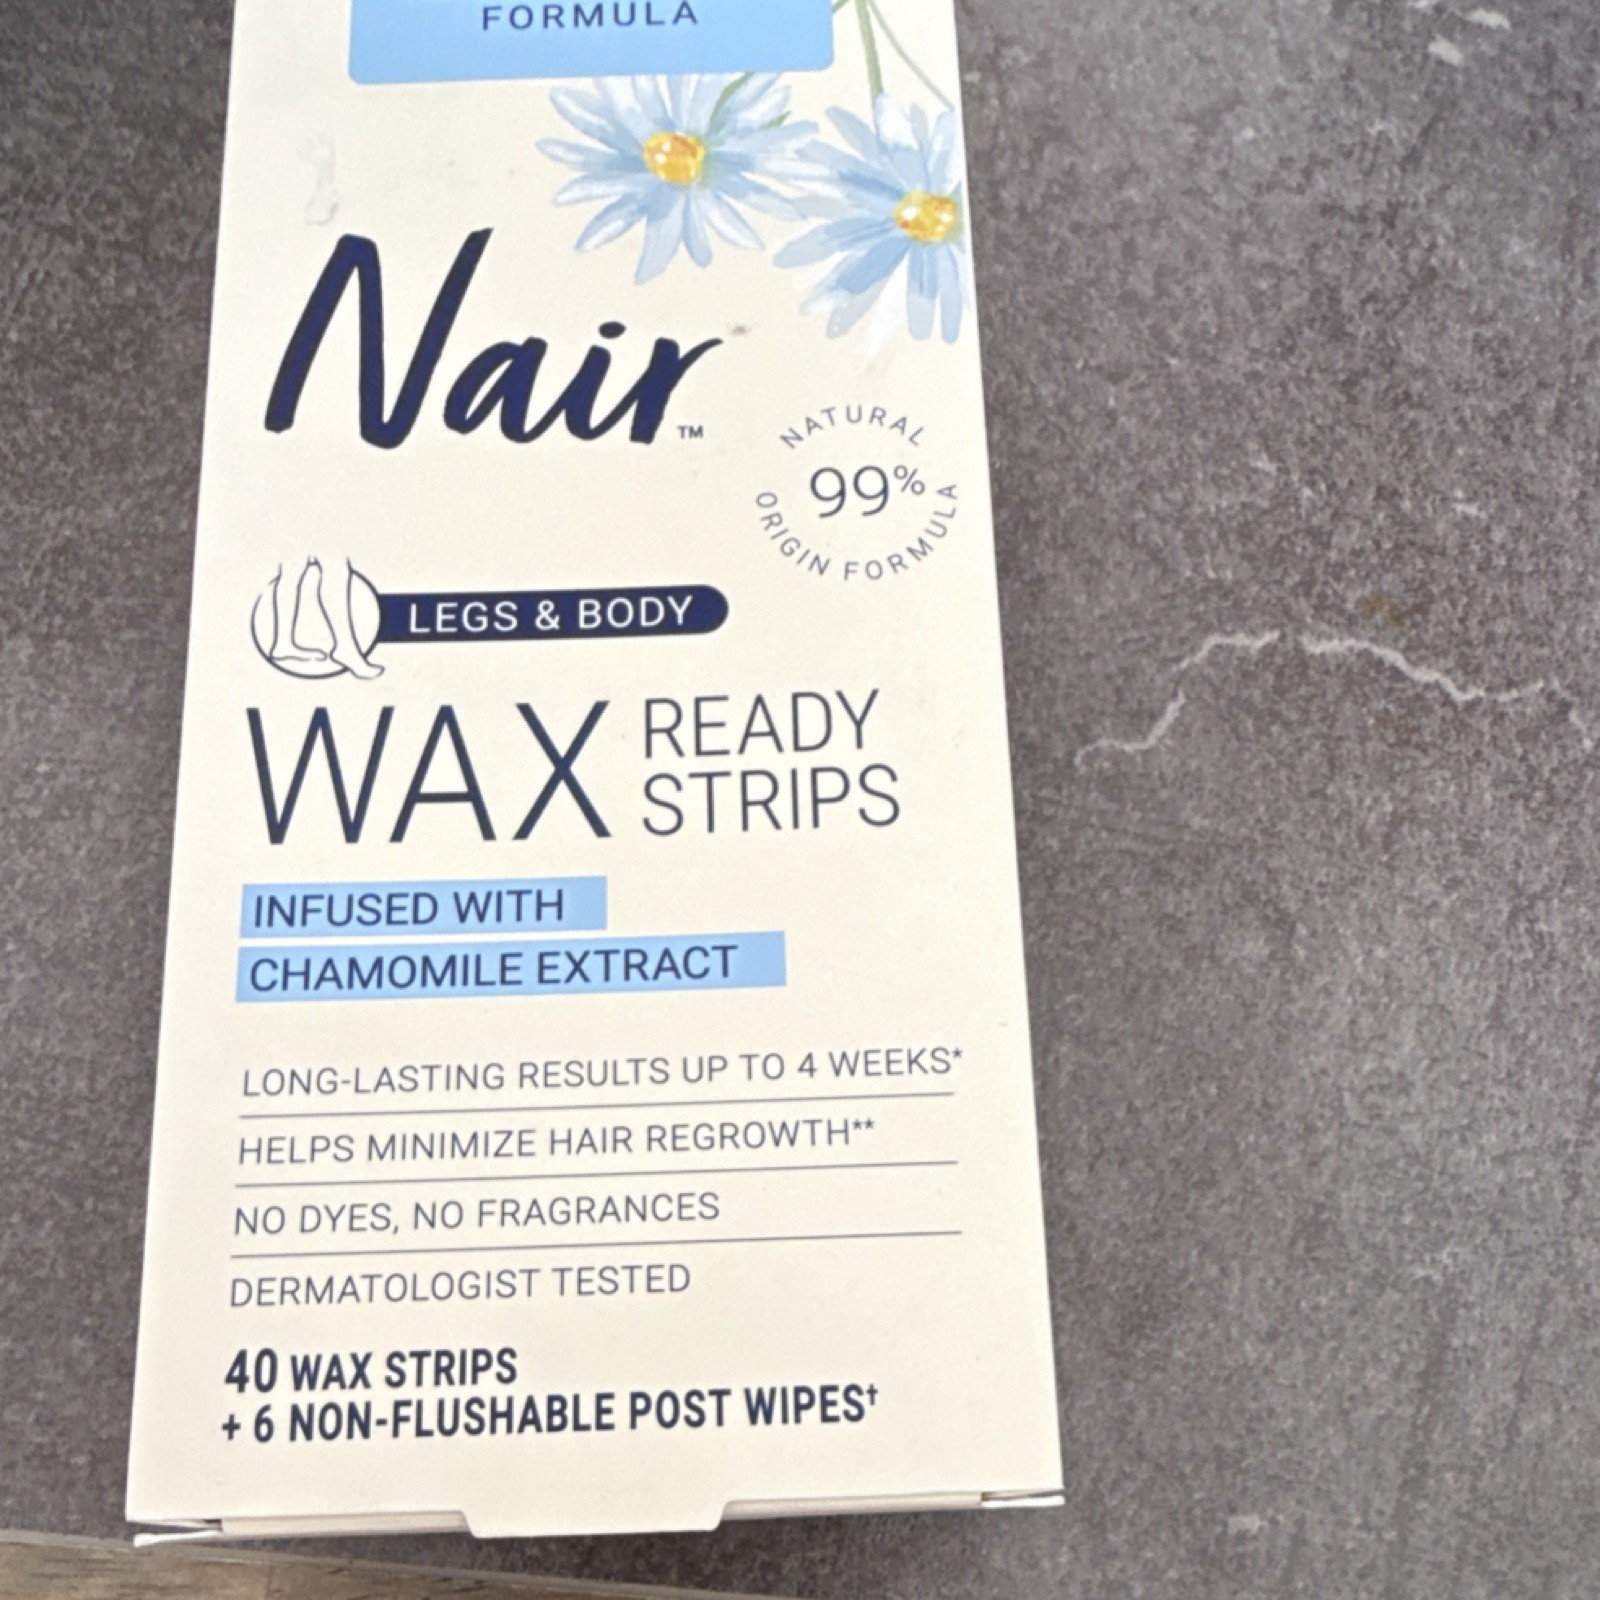 FORMULA
Nair™
NATURAL
99%
ORIGIN FORMULA
LEGS & BODY
WAX READY
STRIPS
INFUSED WITH
CHAMOMILE EXTRACT
LONG-LASTING RESULTS UP TO 4 WEEKS*
HELPS MINIMIZE HAIR REGROWTH**
NO DYES, NO FRAGRANCES
DERMATOLOGIST TESTED
40 WAX STRIPS
+ 6 NON-FLUSHABLE POST WIPES†